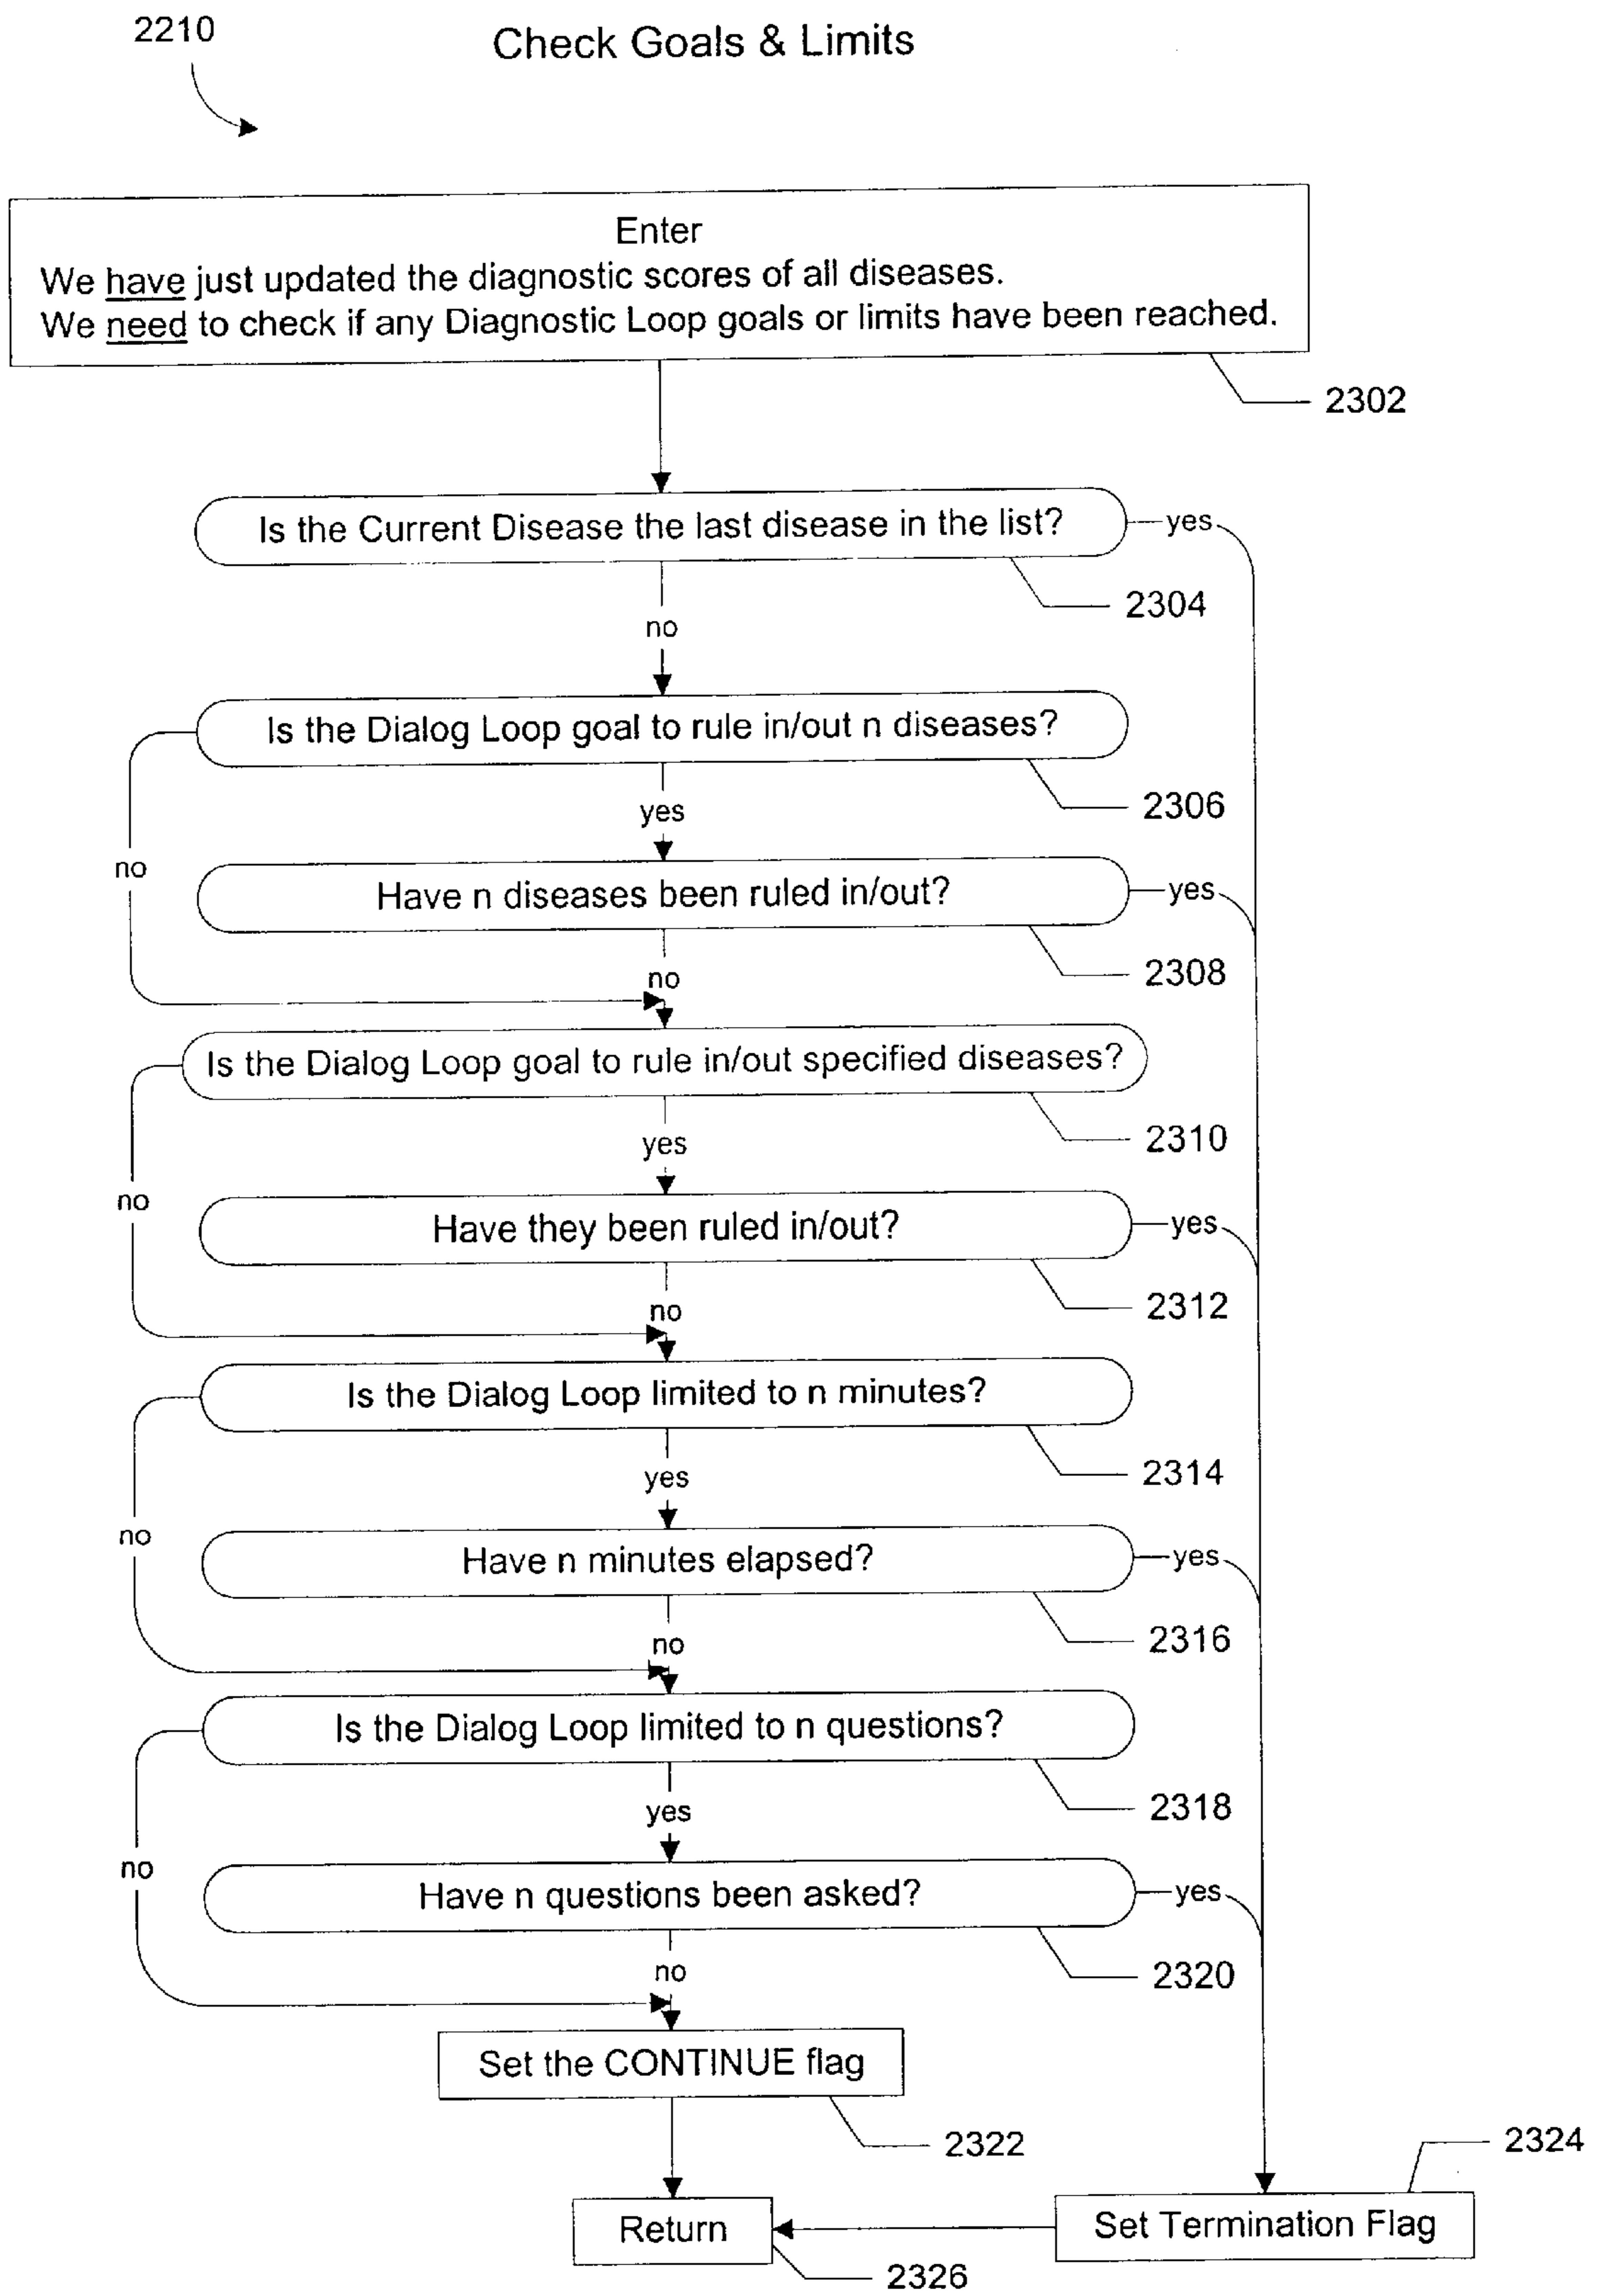 2210
Check Goals & Limits
Enter
We have just updated the diagnostic scores of all diseases.
We need to check if any Diagnostic Loop goals or limits have been reached.
2302
Is the Current Disease the last disease in the list?
yes
2304
no
Is the Dialog Loop goal to rule in/out n diseases?
2306
yes
no
Have n diseases been ruled in/out?
yes
2308
no
Is the Dialog Loop goal to rule in/out specified diseases?
2310
yes
no
Have they been ruled in/out?
yes
2312
no
Is the Dialog Loop limited to n minutes?
2314
yes
no
Have n minutes elapsed?
yes
2316
no
Is the Dialog Loop limited to n questions?
2318
yes
no
Have n questions been asked?
yes
2320
no
Set the CONTINUE flag
2322
2324
Return
Set Termination Flag
2326